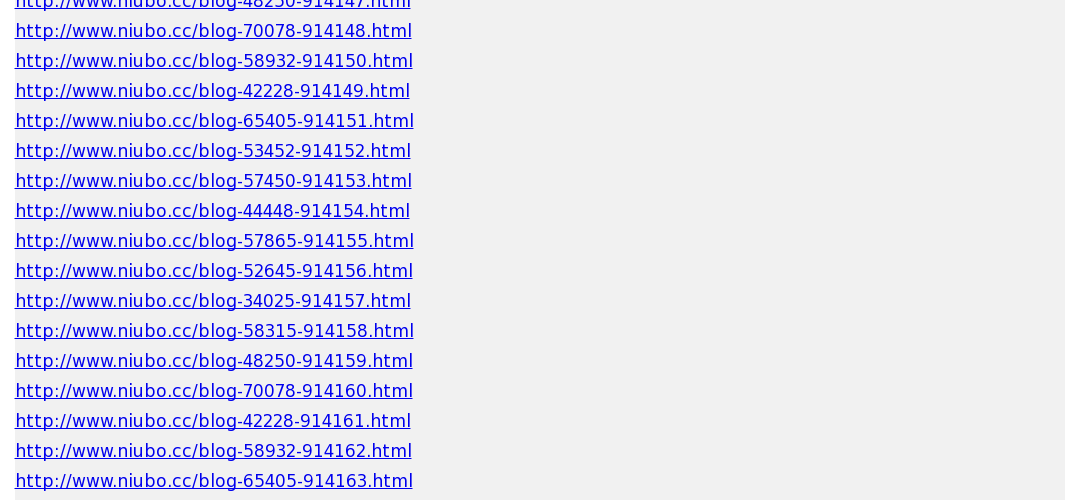 http://www.niubo.cc/blog-48250-914147.html
http://www.niubo.cc/blog-70078-914148.html
http://www.niubo.cc/blog-58932-914150.html
http://www.niubo.cc/blog-42228-914149.html
http://www.niubo.cc/blog-65405-914151.html
http://www.niubo.cc/blog-53452-914152.html
http://www.niubo.cc/blog-57450-914153.html
http://www.niubo.cc/blog-44448-914154.html
http://www.niubo.cc/blog-57865-914155.html
http://www.niubo.cc/blog-52645-914156.html
http://www.niubo.cc/blog-34025-914157.html
http://www.niubo.cc/blog-58315-914158.html
http://www.niubo.cc/blog-48250-914159.html
http://www.niubo.cc/blog-70078-914160.html
http://www.niubo.cc/blog-42228-914161.html
http://www.niubo.cc/blog-58932-914162.html
http://www.niubo.cc/blog-65405-914163.html